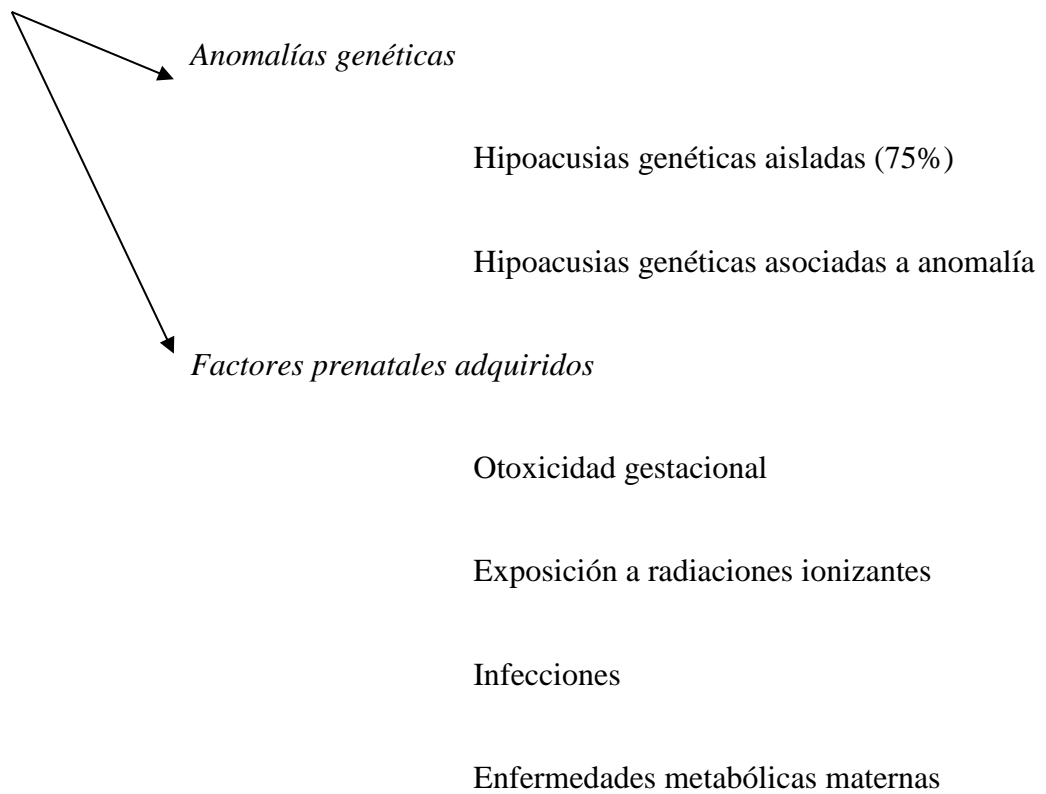 Anomalías genéticas
Hipoacusias genéticas aisladas (75%)
Hipoacusias genéticas asociadas a anomalía
Factores prenatales adquiridos
Otoxicidad gestacional
Exposición a radiaciones ionizantes
Infecciones
Enfermedades metabólicas maternas